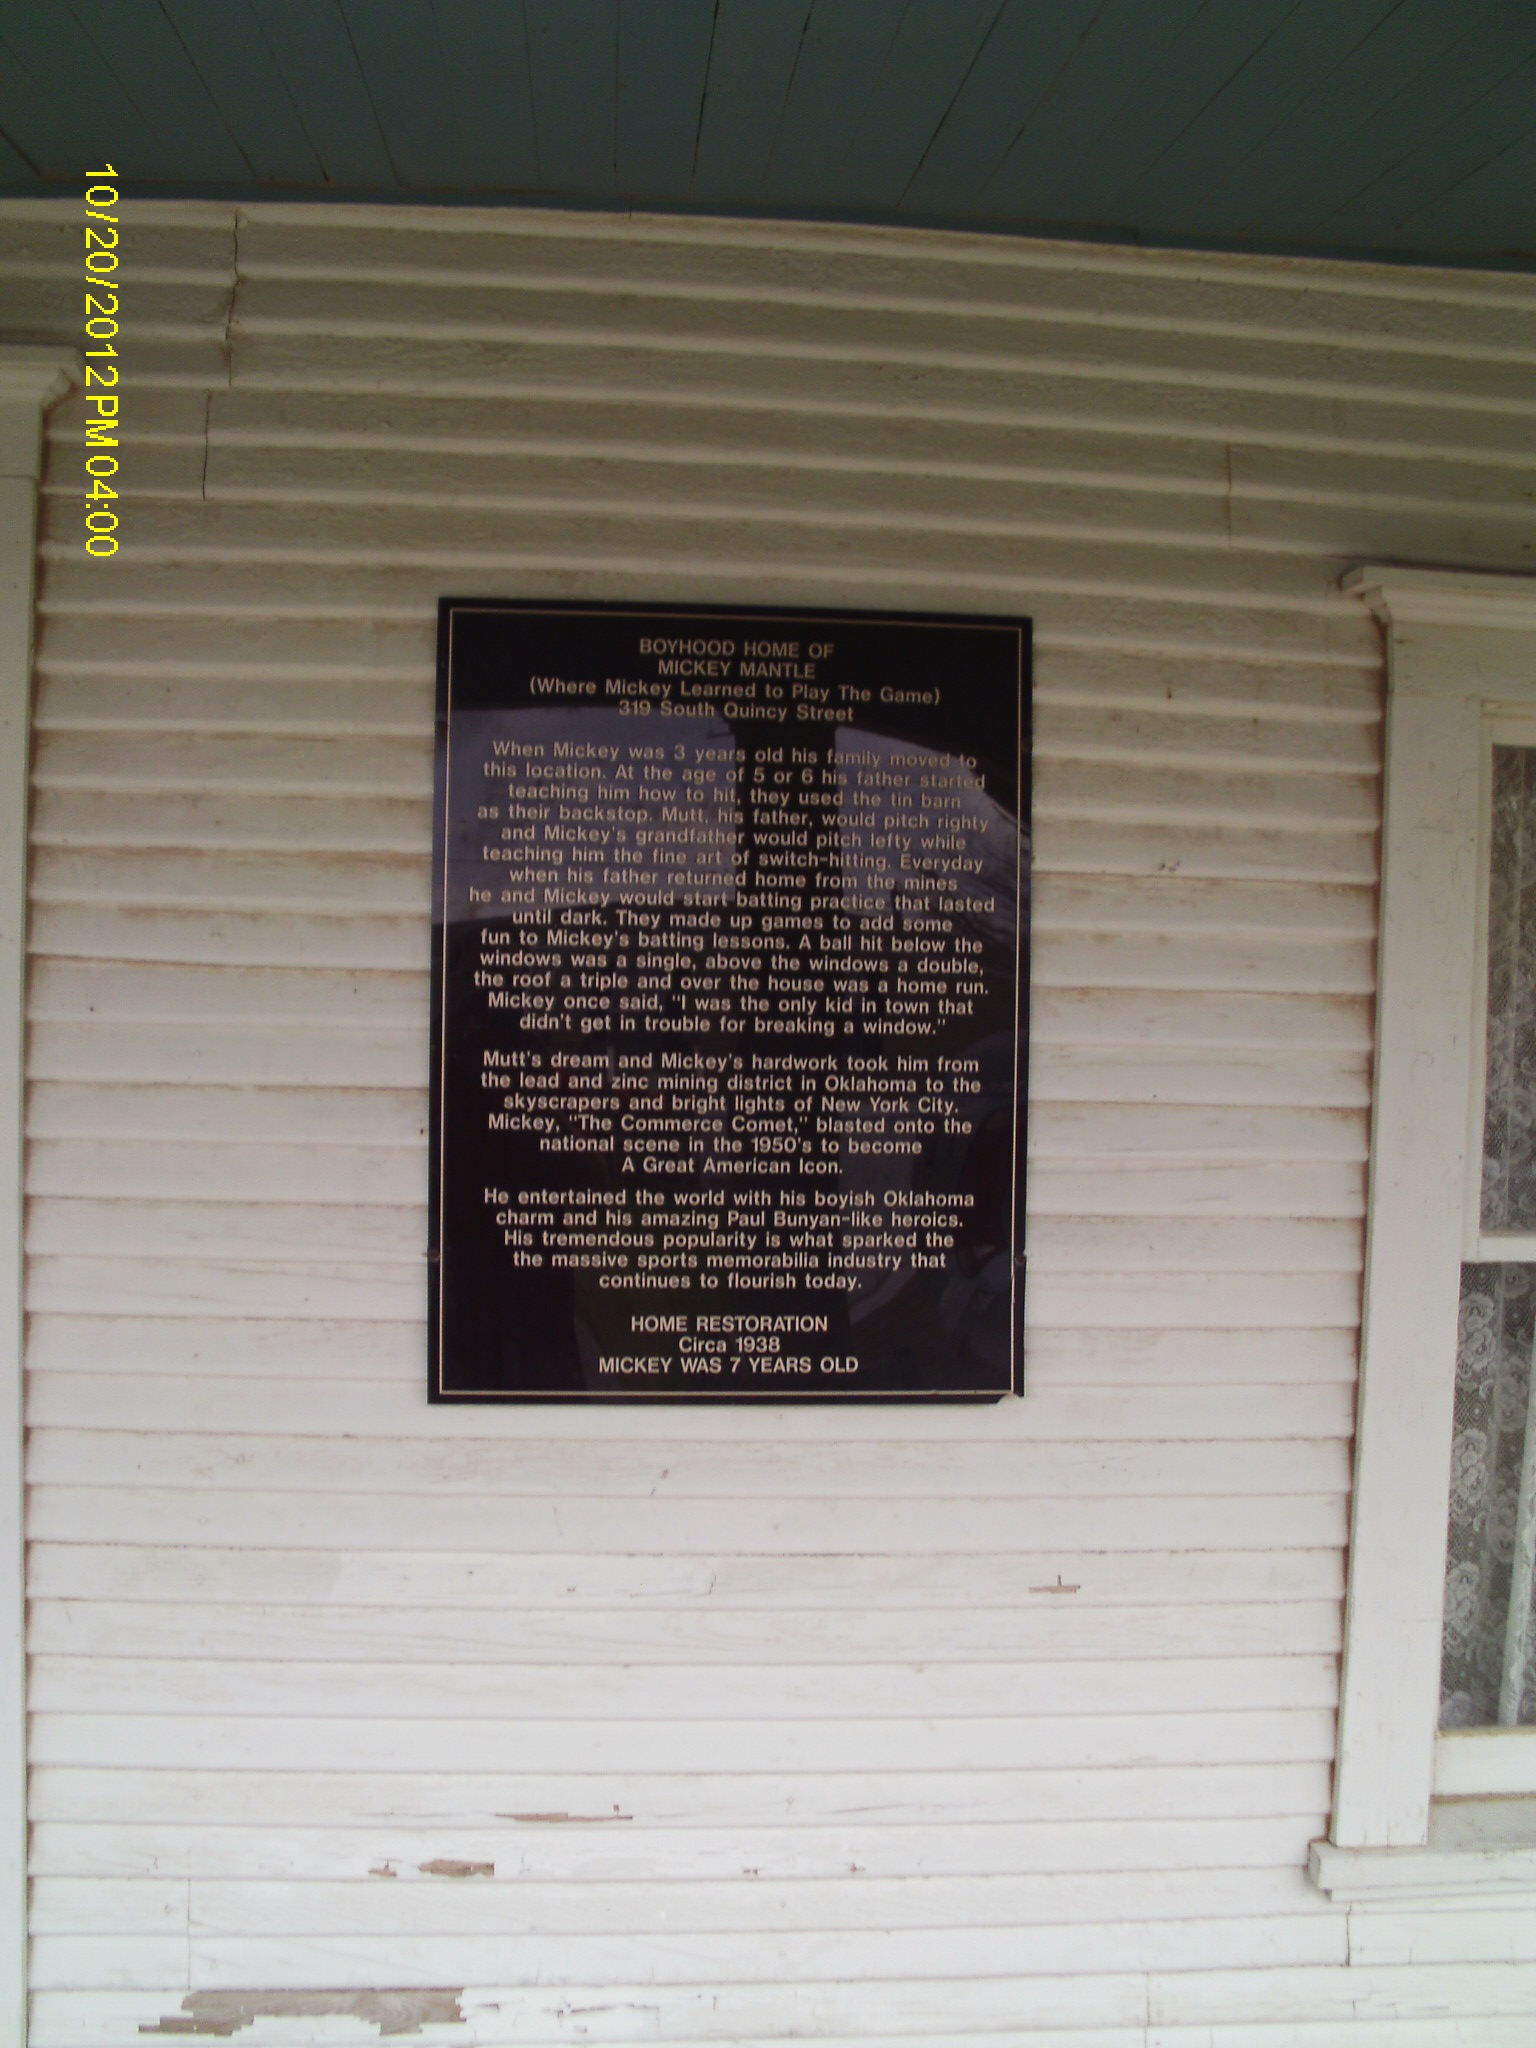 10/20/2012 PM 04:00
BOYHOOD HOME OF
MICKEY MANTLE
(Where Mickey Learned to Play The Game)
319 South Quincy Street
When Mickey was 3 years old his family moved to
this location. At the age of 5 or 6 his father started
teaching him how to hit, they used the tin barn
as their backstop. Mutt, his father, would pitch righty
and Mickey's grandfather would pitch lefty while
teaching him the fine art of switch-hitting. Everyday
when his father returned home from the mines
he and Mickey would start batting practice that lasted
until dark. They made up games to add some
fun to Mickey's batting lessons. A ball hit below the
windows was a single, above the windows a double,
the roof a triple and over the house was a home run.
Mickey once said, "I was the only kid in town that
didn't get in trouble for breaking a window."
Mutt's dream and Mickey's hardwork took him from
the lead and zinc mining district in Oklahoma to the
skyscrapers and bright lights of New York City.
Mickey, "The Commerce Comet," blasted onto the
national scene in the 1950's to become
A Great American Icon.
He entertained the world with his boyish Oklahoma
charm and his amazing Paul Bunyan-like heroics.
His tremendous popularity is what sparked the
the massive sports memorabilia industry that
continues to flourish today.
HOME RESTORATION
Circa 1938
MICKEY WAS 7 YEARS OLD